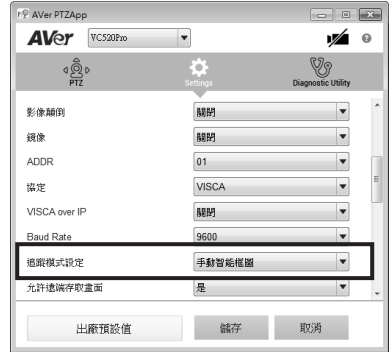 AVer PTZApp
AVer VC520Pro
PTZ Settings Diagnostic Utility
影像顛倒 關閉
鏡像 關閉
ADDR 01
協定 VISCA
VISCA over IP 關閉
Baud Rate 9600
追蹤模式設定 手動智能框圖
允許遠端存取畫面 是
出廠預設值 儲存 取消